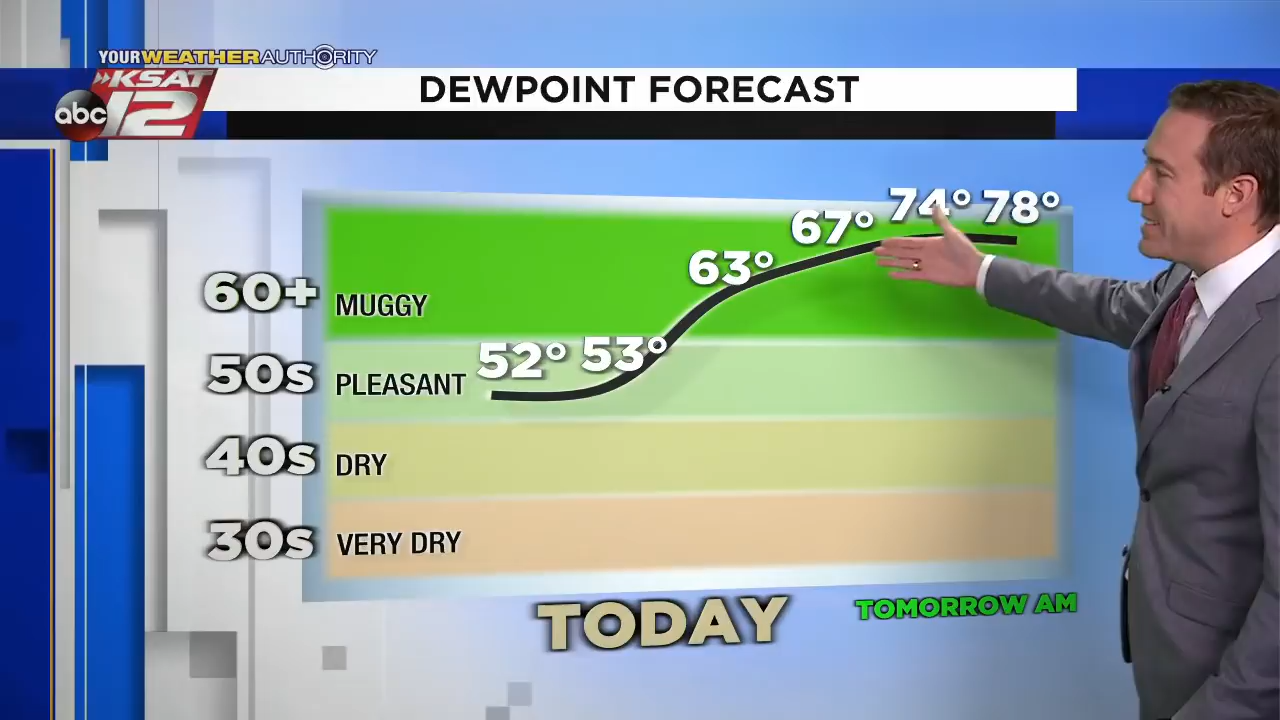 YOUR WEATHER AUTHORITY
KSAT
abc 12
DEWPOINT FORECAST
74° 78°
67°
63°
60+ MUGGY
52° 53°
50s PLEASANT
40s DRY
30s VERY DRY
TODAY
TOMORROW AM